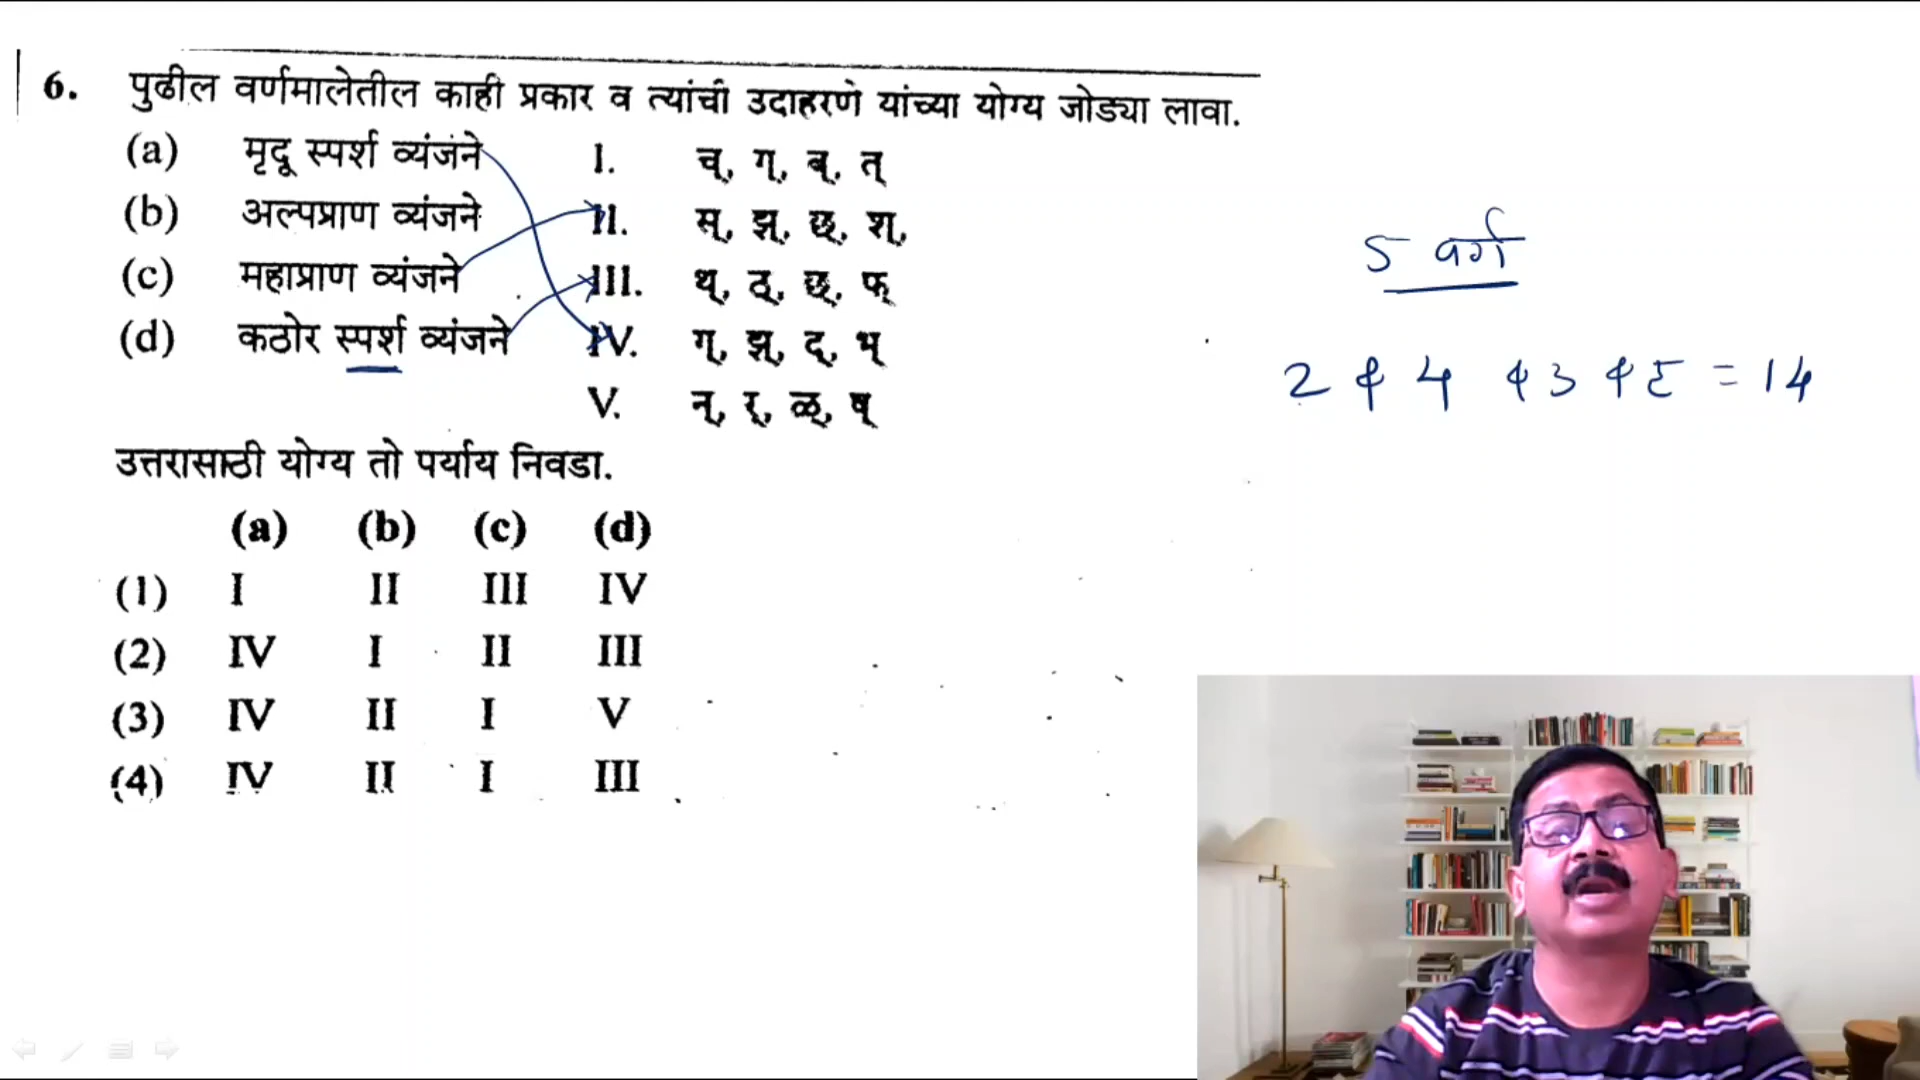 6. पुढील वर्णमालेतील काही प्रकार व त्यांची उदाहरणे यांच्या योग्य जोड्या लावा.
(a) मृदू स्पर्श व्यंजने I. च्, ग्, ब्, त्
(b) अल्पप्राण व्यंजने II. स्, झ्, छ्, श्,
(c) महाप्राण व्यंजने III. थ्, ठ्, छ्, फ्
(d) कठोर स्पर्श व्यंजने IV. ग्, झ्, द्, भ्
V. न्, र्, ळ्, ष्
5 वर्ग
2 4 3 5 = 14
उत्तरासाठी योग्य तो पर्याय निवडा.
(a) (b) (c) (d)
(1) I II III IV
(2) IV I II III
(3) IV II I V
(4) IV II I III